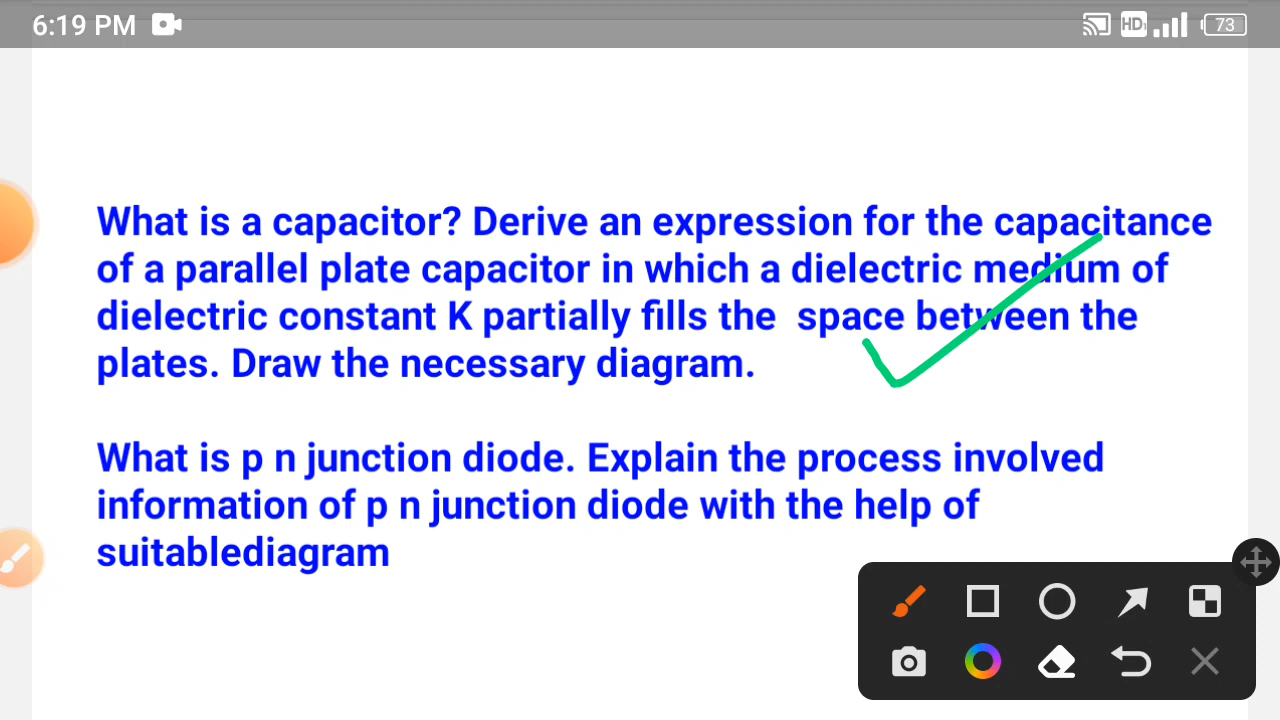 6:19 PM
HD
73
What is a capacitor? Derive an expression for the capacitance
of a parallel plate capacitor in which a dielectric medium of
dielectric constant K partially fills the space between the
plates. Draw the necessary diagram.
What is p n junction diode. Explain the process involved
information of p n junction diode with the help of
suitablediagram